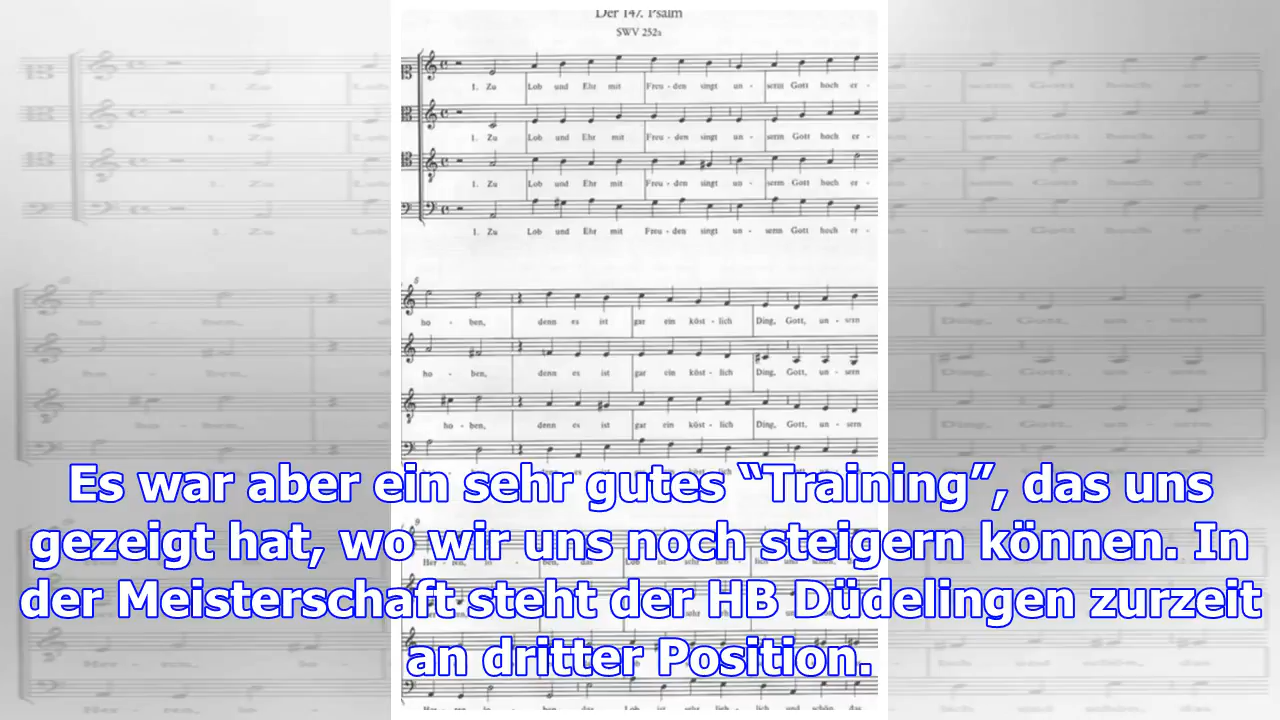 Der 147. Psalm
SWV 252a
1. Zu Lob und Ehr mit Freu - den singt un - serm Gott hoch er -
1. Zu Lob und Ehr mit Freu - den singt un - serm Gott hoch er -
1. Zu Lob und Ehr mit Freu - den singt un - serm Gott hoch er -
1. Zu Lob und Ehr mit Freu - den singt un - serm Gott hoch er -
ho - ben, denn es ist gar ein köst - lich Ding, Gott, un - sern
ho - ben, denn es ist gar ein köst - lich Ding, Gott, un - sern
ho - ben, denn es ist gar ein köst - lich Ding, Gott, un - sern
Es war aber ein sehr gutes “Training”, das uns
gezeigt hat, wo wir uns noch steigern können. In
der Meisterschaft steht der HB Düdelingen zurzeit
an dritter Position.